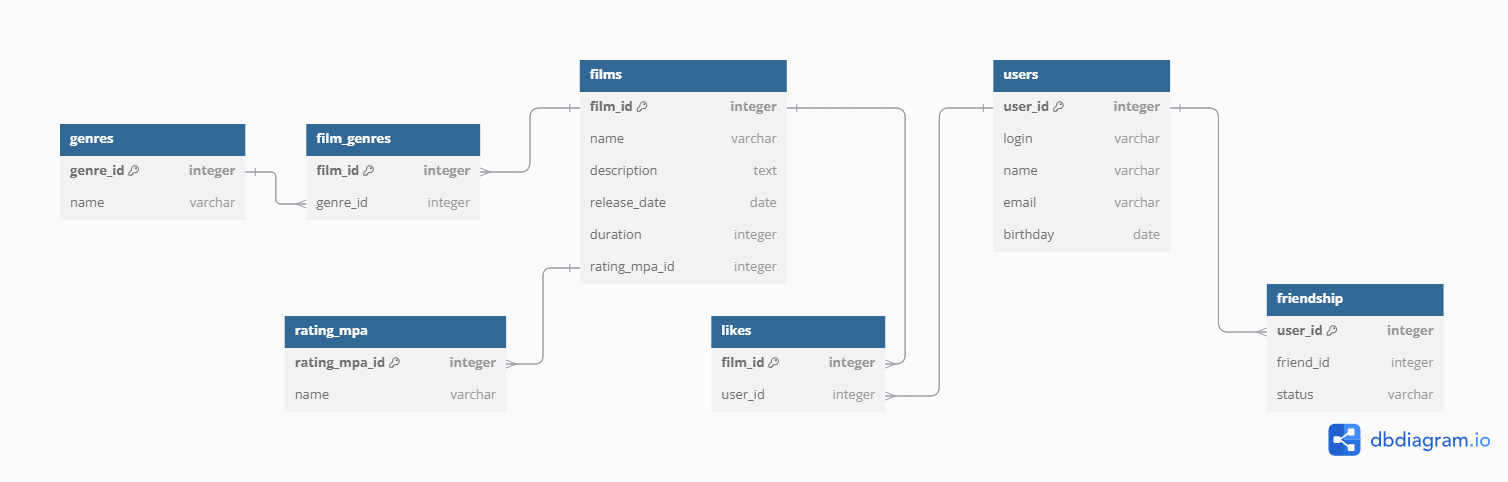 genres
genre_id integer
name varchar
film_genres
film_id integer
genre_id integer
films
film_id integer
name varchar
description text
release_date date
duration integer
rating_mpa_id integer
rating_mpa
rating_mpa_id integer
name varchar
likes
film_id integer
user_id integer
users
user_id integer
login varchar
name varchar
email varchar
birthday date
friendship
user_id integer
friend_id integer
status varchar
dbdiagram.io